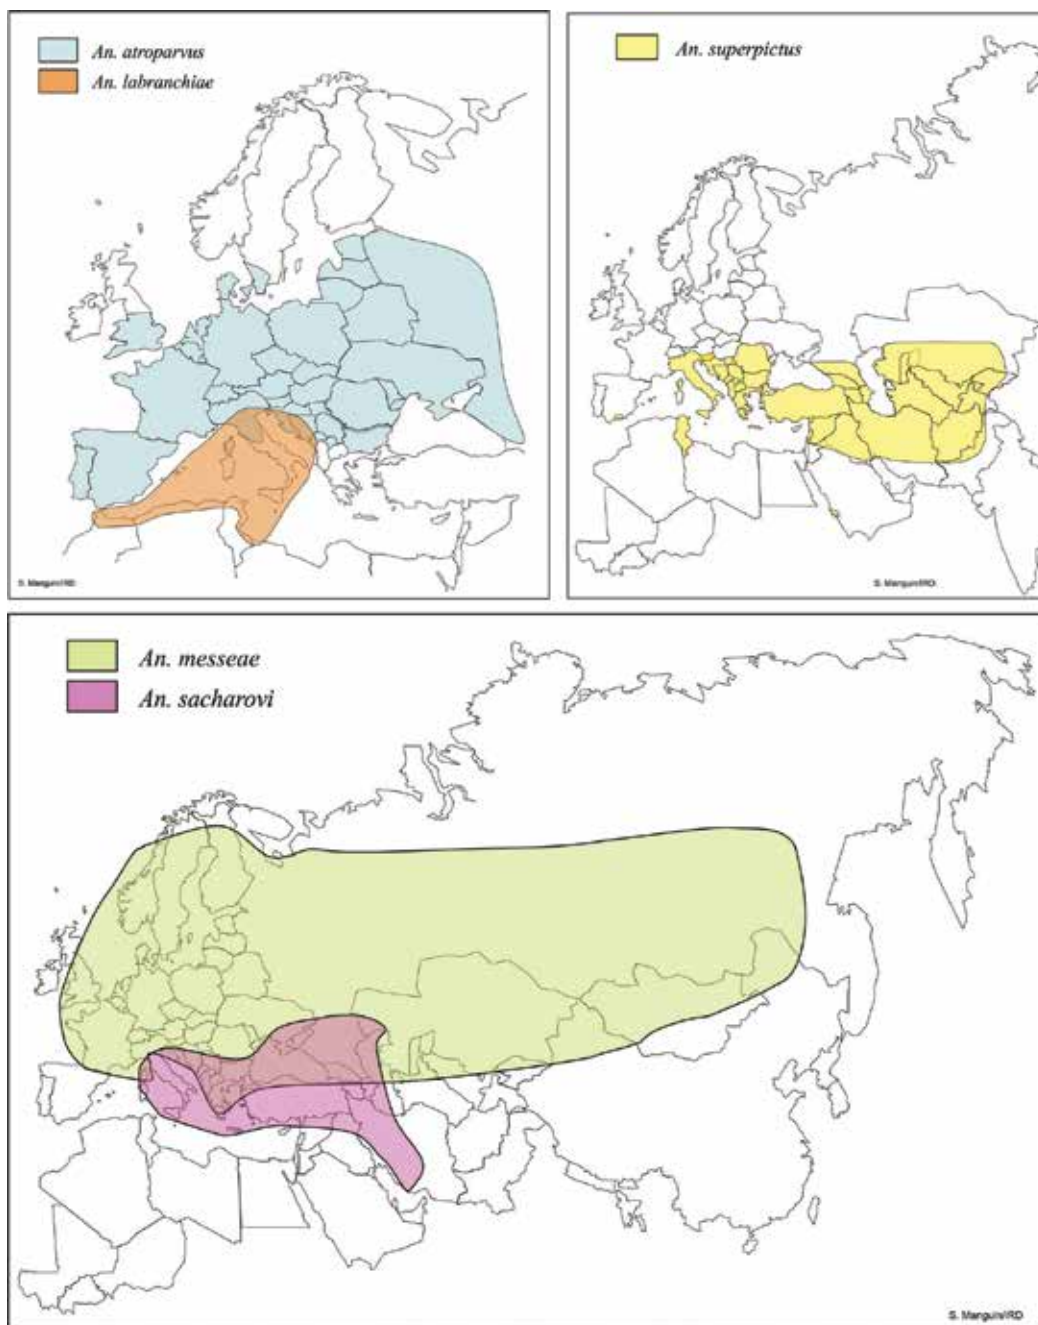 An. atroparvus
An. labranchiae
S. Manguin/IRD
An. superpictus
S. Manguin/IRD
An. messeae
An. sacharovi
S. Manguin/IRD